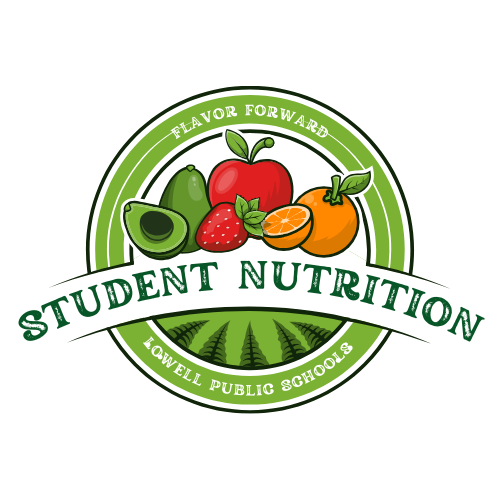 FLAVOR FORWARD
STUDENT NUTRITION
LOWELL PUBLIC SCHOOLS